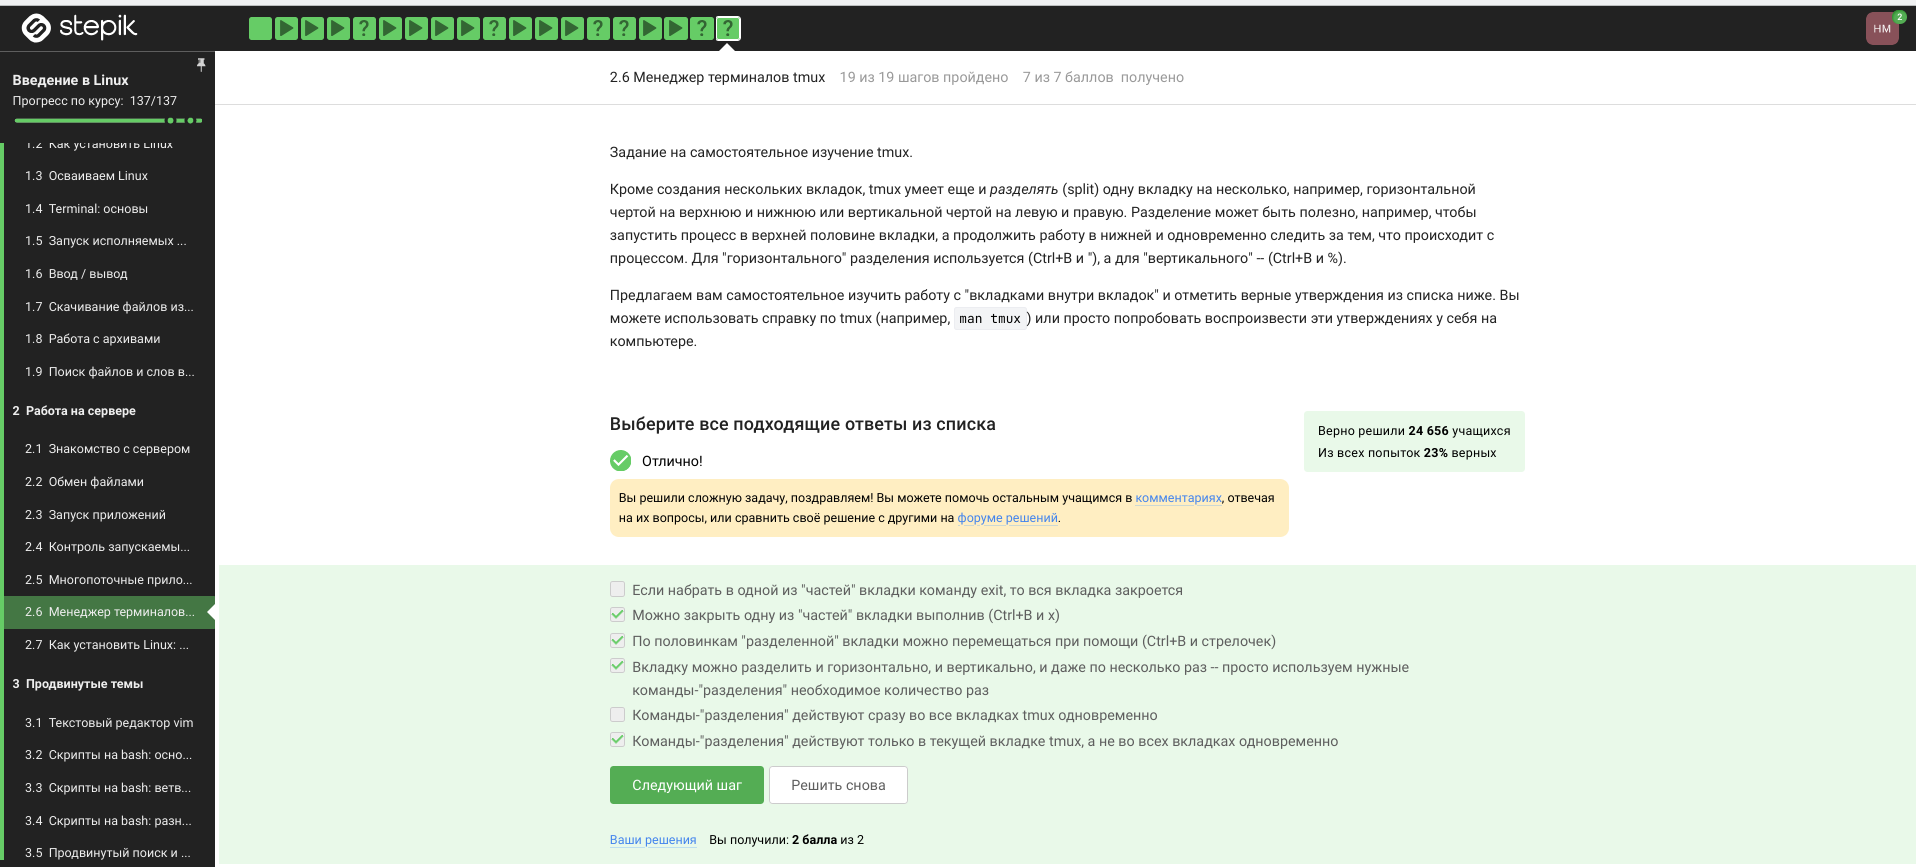 stepik
?
?
?
?
?
?
НМ
2
Введение в Linux
Прогресс по курсу: 137/137
1.2 Как установить Linux
1.3 Осваиваем Linux
1.4 Terminal: основы
1.5 Запуск исполняемых ...
1.6 Ввод / вывод
1.7 Скачивание файлов из...
1.8 Работа с архивами
1.9 Поиск файлов и слов в...
2 Работа на сервере
2.1 Знакомство с сервером
2.2 Обмен файлами
2.3 Запуск приложений
2.4 Контроль запускаемы...
2.5 Многопоточные прило...
2.6 Менеджер терминалов...
2.7 Как установить Linux: ...
3 Продвинутые темы
3.1 Текстовый редактор vim
3.2 Скрипты на bash: осно...
3.3 Скрипты на bash: ветв...
3.4 Скрипты на bash: разн...
3.5 Продвинутый поиск и ...
2.6 Менеджер терминалов tmux 19 из 19 шагов пройдено 7 из 7 баллов получено
Задание на самостоятельное изучение tmux.
Кроме создания нескольких вкладок, tmux умеет еще и разделять (split) одну вкладку на несколько, например, горизонтальной
чертой на верхнюю и нижнюю или вертикальной чертой на левую и правую. Разделение может быть полезно, например, чтобы
запустить процесс в верхней половине вкладки, а продолжить работу в нижней и одновременно следить за тем, что происходит с
процессом. Для "горизонтального" разделения используется (Ctrl+B и "), а для "вертикального" -- (Ctrl+B и %).
Предлагаем вам самостоятельное изучить работу с "вкладками внутри вкладок" и отметить верные утверждения из списка ниже. Вы
можете использовать справку по tmux (например, man tmux ) или просто попробовать воспроизвести эти утверждениях у себя на
компьютере.
Выберите все подходящие ответы из списка
Отлично!
Верно решили 24 656 учащихся
Из всех попыток 23% верных
Вы решили сложную задачу, поздравляем! Вы можете помочь остальным учащимся в комментариях, отвечая
на их вопросы, или сравнить своё решение с другими на форуме решений.
Если набрать в одной из "частей" вкладки команду exit, то вся вкладка закроется
Можно закрыть одну из "частей" вкладки выполнив (Ctrl+B и x)
По половинкам "разделенной" вкладки можно перемещаться при помощи (Ctrl+B и стрелочек)
Вкладку можно разделить и горизонтально, и вертикально, и даже по несколько раз -- просто используем нужные
команды-"разделения" необходимое количество раз
Команды-"разделения" действуют сразу во все вкладках tmux одновременно
Команды-"разделения" действуют только в текущей вкладке tmux, а не во всех вкладках одновременно
Следующий шаг
Решить снова
Ваши решения Вы получили: 2 балла из 2